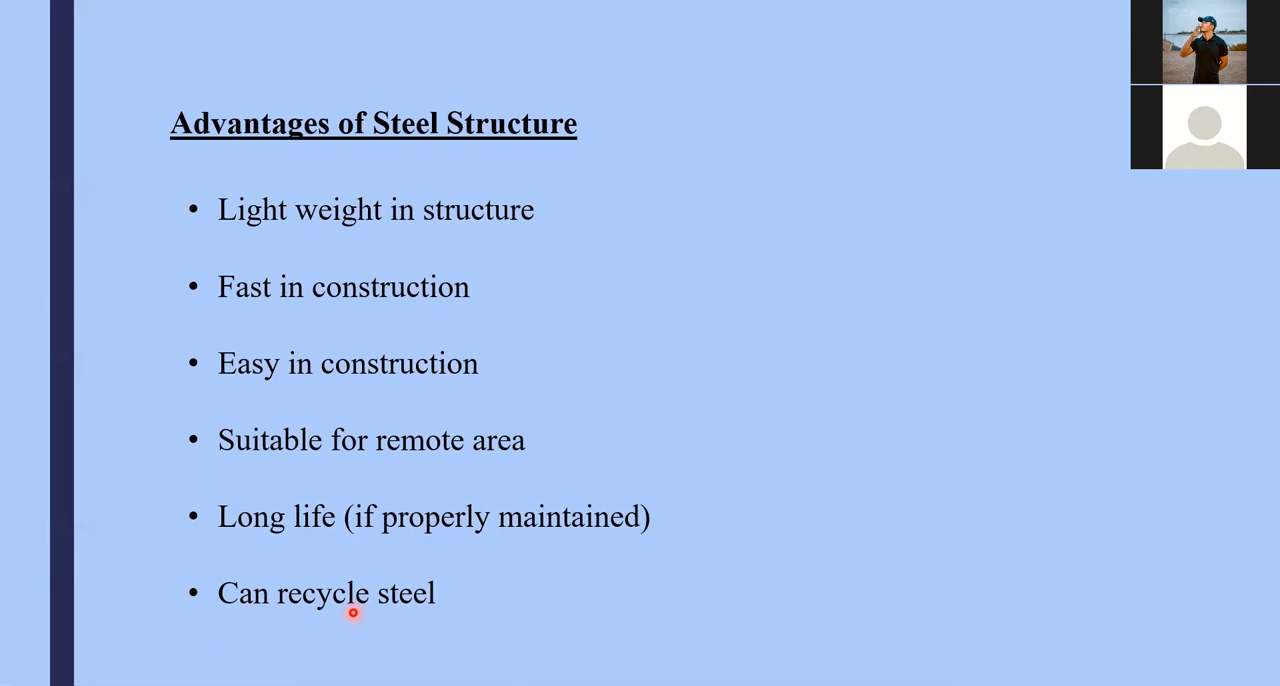 Advantages of Steel Structure
• Light weight in structure
• Fast in construction
• Easy in construction
• Suitable for remote area
• Long life (if properly maintained)
• Can recycle steel